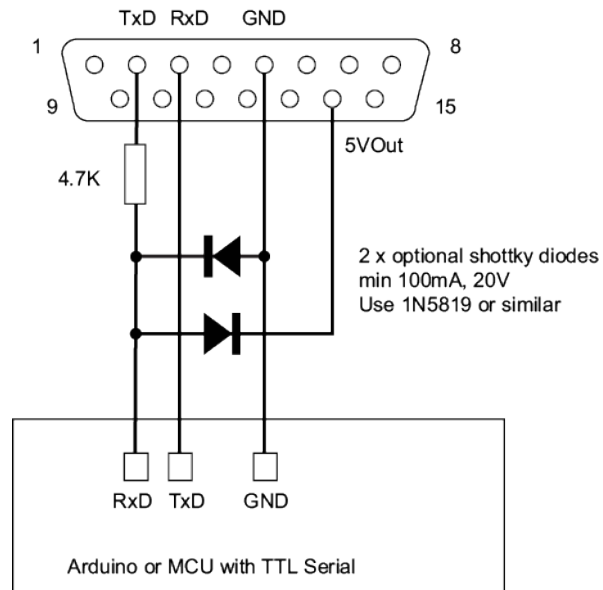 TxD RxD GND
1 8
9 15
5VOut
4.7K
2 x optional shottky diodes
min 100mA, 20V
Use 1N5819 or similar
RxD TxD GND
Arduino or MCU with TTL Serial